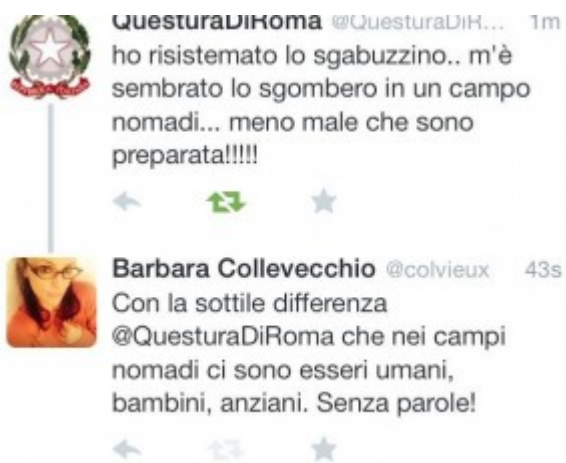 QuesturaDiRoma @QuesturaDiR... 1m
ho risistemato lo sgabuzzino.. m'è
sembrato lo sgombero in un campo
nomadi... meno male che sono
preparata!!!!!
Barbara Collevecchio @colvieux 43s
Con la sottile differenza
@QuesturaDiRoma che nei campi
nomadi ci sono esseri umani,
bambini, anziani. Senza parole!